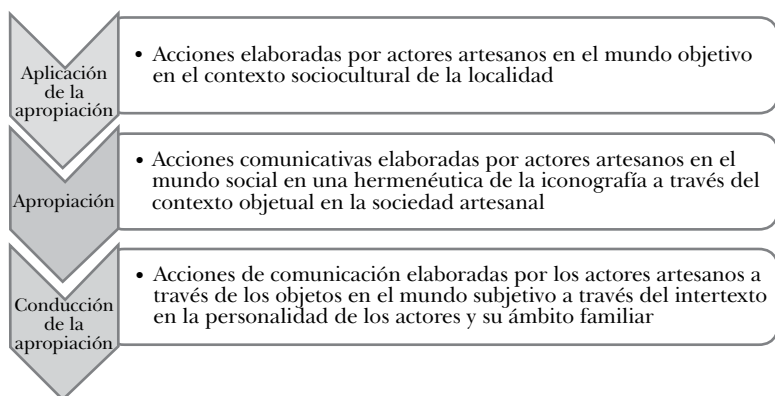 Aplicación
de la
apropiación
• Acciones elaboradas por actores artesanos en el mundo objetivo
en el contexto sociocultural de la localidad
Apropiación
• Acciones comunicativas elaboradas por actores artesanos en el
mundo social en una hermenéutica de la iconografía a través del
contexto objetual en la sociedad artesanal
Conducción
de la
apropiación
• Acciones de comunicación elaboradas por los actores artesanos a
través de los objetos en el mundo subjetivo a través del intertexto
en la personalidad de los actores y su ámbito familiar